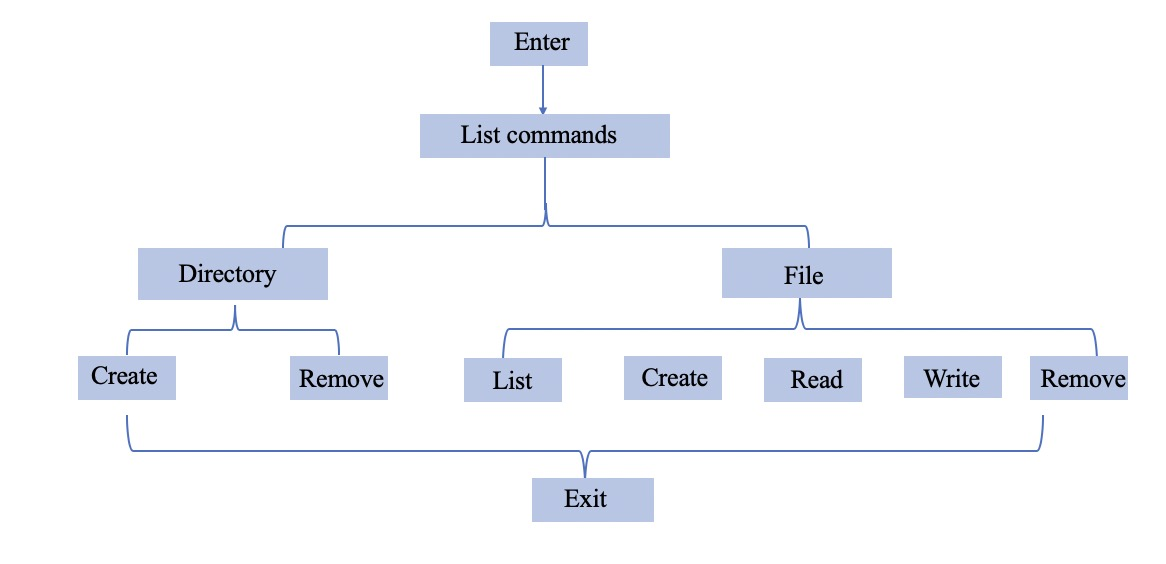 Enter
List commands
Directory
File
Create
Remove
List
Create
Read
Write
Remove
Exit